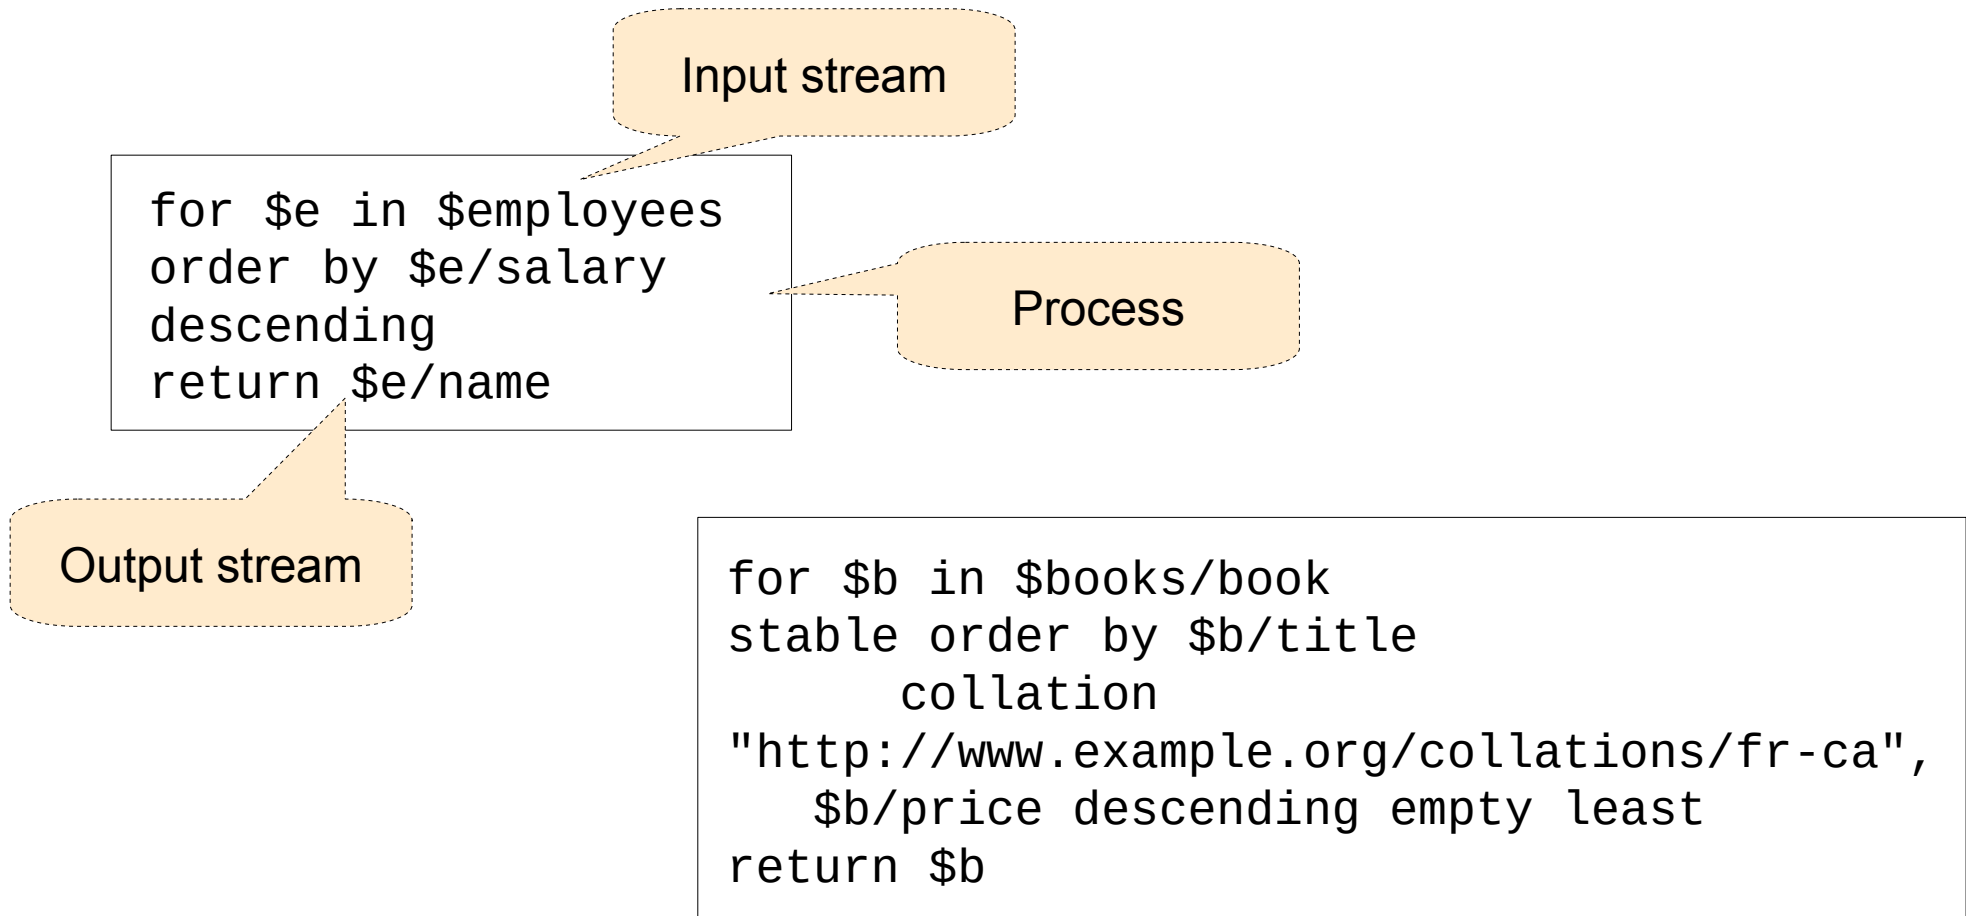 Input stream
for $e in $employees
order by $e/salary
descending
return $e/name
Process
Output stream
for $b in $books/book
stable order by $b/title
collation
"http://www.example.org/collations/fr-ca",
$b/price descending empty least
return $b